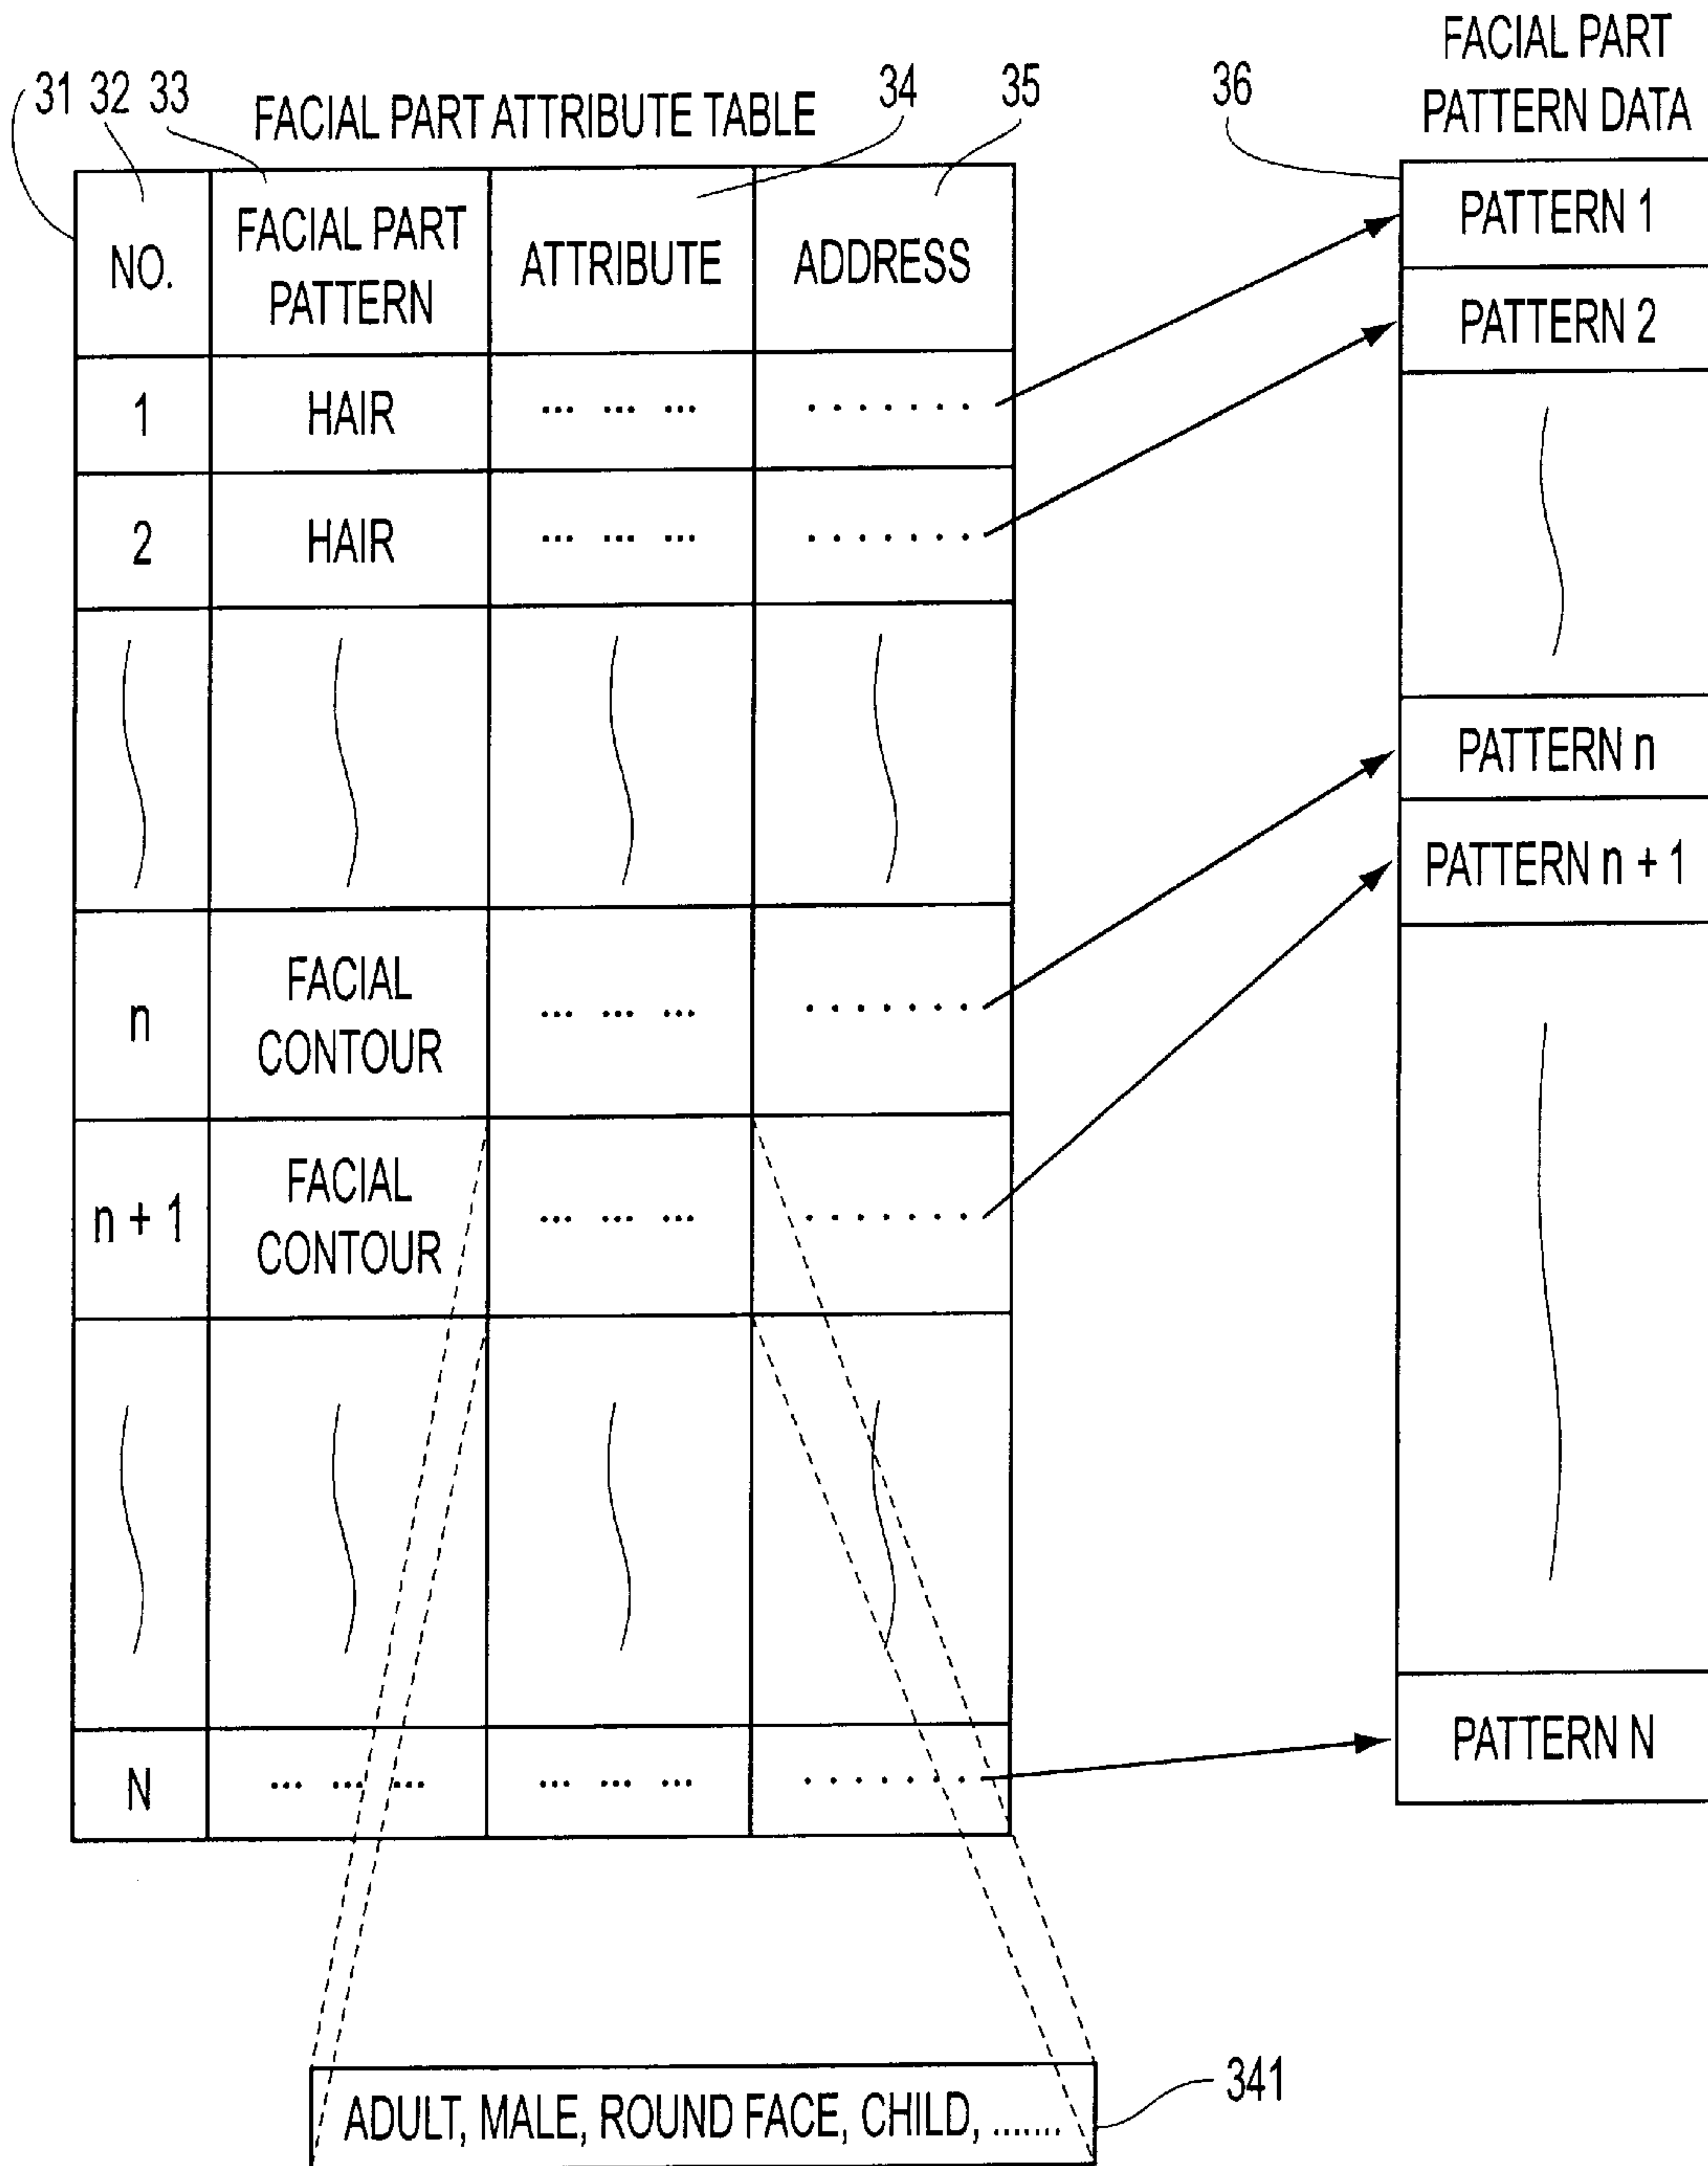 FACIAL PART
PATTERN DATA
31 32 33
FACIAL PART ATTRIBUTE TABLE
34
35
36
NO.
FACIAL PART
PATTERN
ATTRIBUTE
ADDRESS
PATTERN 1
PATTERN 2
1 HAIR ... ... ... .......
2 HAIR ... ... ... .......
PATTERN n
PATTERN n + 1
n
FACIAL
CONTOUR
... ... ... .......
n + 1
FACIAL
CONTOUR
... ... ... .......
PATTERN N
N ... ... ... ... ... ... .......
ADULT, MALE, ROUND FACE, CHILD, .......
341